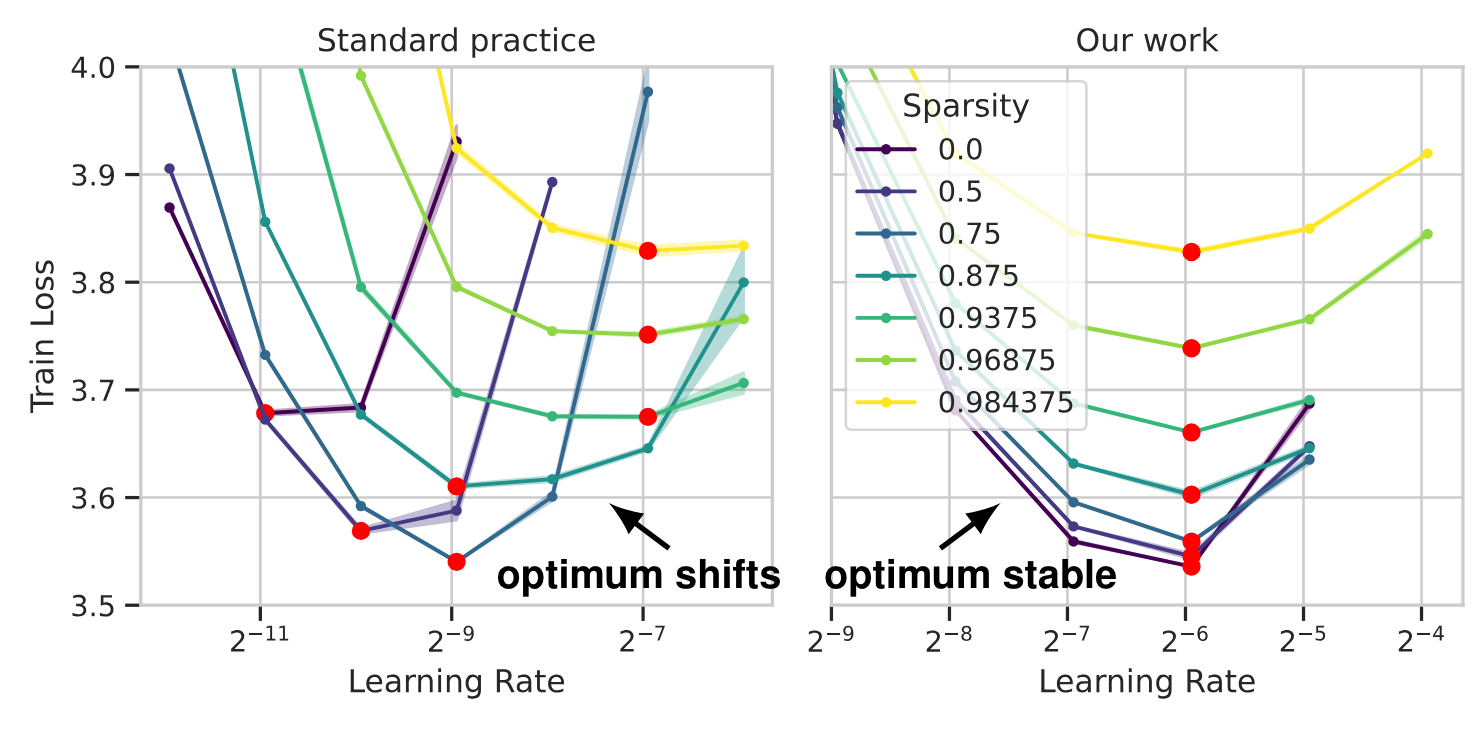 Standard practice
Our work
Train Loss
4.0
3.9
3.8
3.7
3.6
3.5
Sparsity
0.0
0.5
0.75
0.875
0.9375
0.96875
0.984375
optimum shifts
optimum stable
2⁻¹¹ 2⁻⁹ 2⁻⁷
2⁻⁹ 2⁻⁸ 2⁻⁷ 2⁻⁶ 2⁻⁵ 2⁻⁴
Learning Rate
Learning Rate